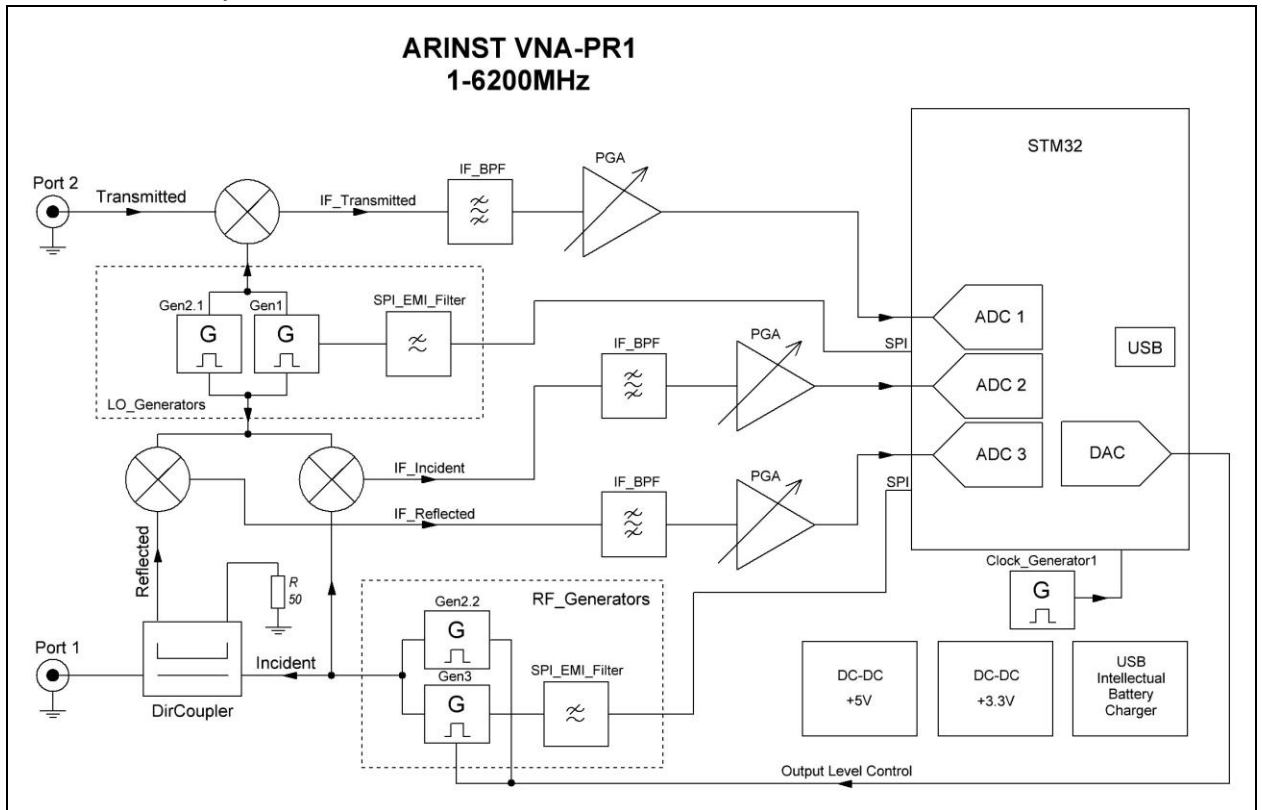 ARINST VNA-PR1
1-6200MHz
STM32
Port 2
Transmitted
IF_Transmitted
IF_BPF
PGA
Gen2.1
Gen1
SPI_EMI_Filter
G
G
LO_Generators
ADC 1
SPI
USB
IF_BPF
PGA
ADC 2
IF_Incident
ADC 3
DAC
IF_BPF
PGA
SPI
IF_Reflected
Reflected
R
50
Clock_Generator1
G
RF_Generators
Gen2.2
G
Port 1
Incident
Gen3
SPI_EMI_Filter
G
DirCoupler
DC-DC
+5V
DC-DC
+3.3V
USB
Intellectual
Battery
Charger
Output Level Control